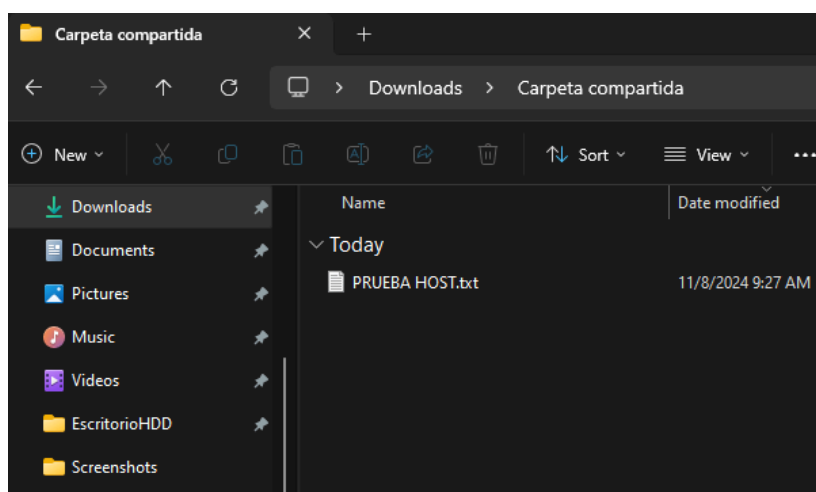 Carpeta compartida
Downloads > Carpeta compartida
New
Sort
View
Downloads
Documents
Pictures
Music
Videos
EscritorioHDD
Screenshots
Name
Date modified
Today
PRUEBA HOST.txt
11/8/2024 9:27 AM